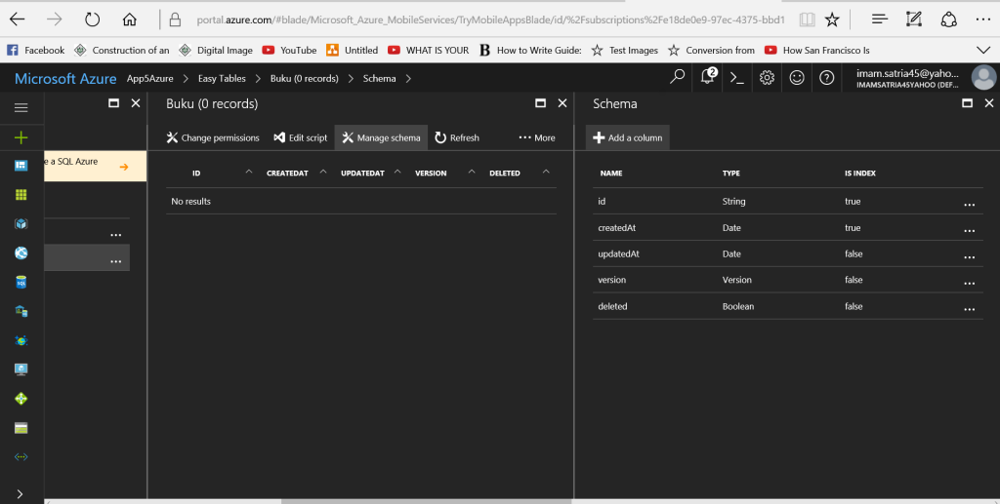 portal.azure.com/#blade/Microsoft_Azure_MobileServices/TryMobileAppsBlade/id/%2Fsubscriptions%2Fe18de0e9-97ec-4375-bbd1
Facebook Construction of an Digital Image YouTube Untitled WHAT IS YOUR B How to Write Guide: Test Images Conversion from How San Francisco Is
Microsoft Azure App5Azure > Easy Tables > Buku (0 records) > Schema > 2 imam.satria45@yaho...
IMAMSATRIA45YAHOO (DEF...
Buku (0 records) Schema
Change permissions Edit script Manage schema Refresh ... More Add a column
e a SQL Azure
ID CREATEDAT UPDATEDAT VERSION DELETED NAME TYPE IS INDEX
No results id String true ...
createdAt Date true ...
updatedAt Date false ...
version Version false ...
deleted Boolean false ...
SQL